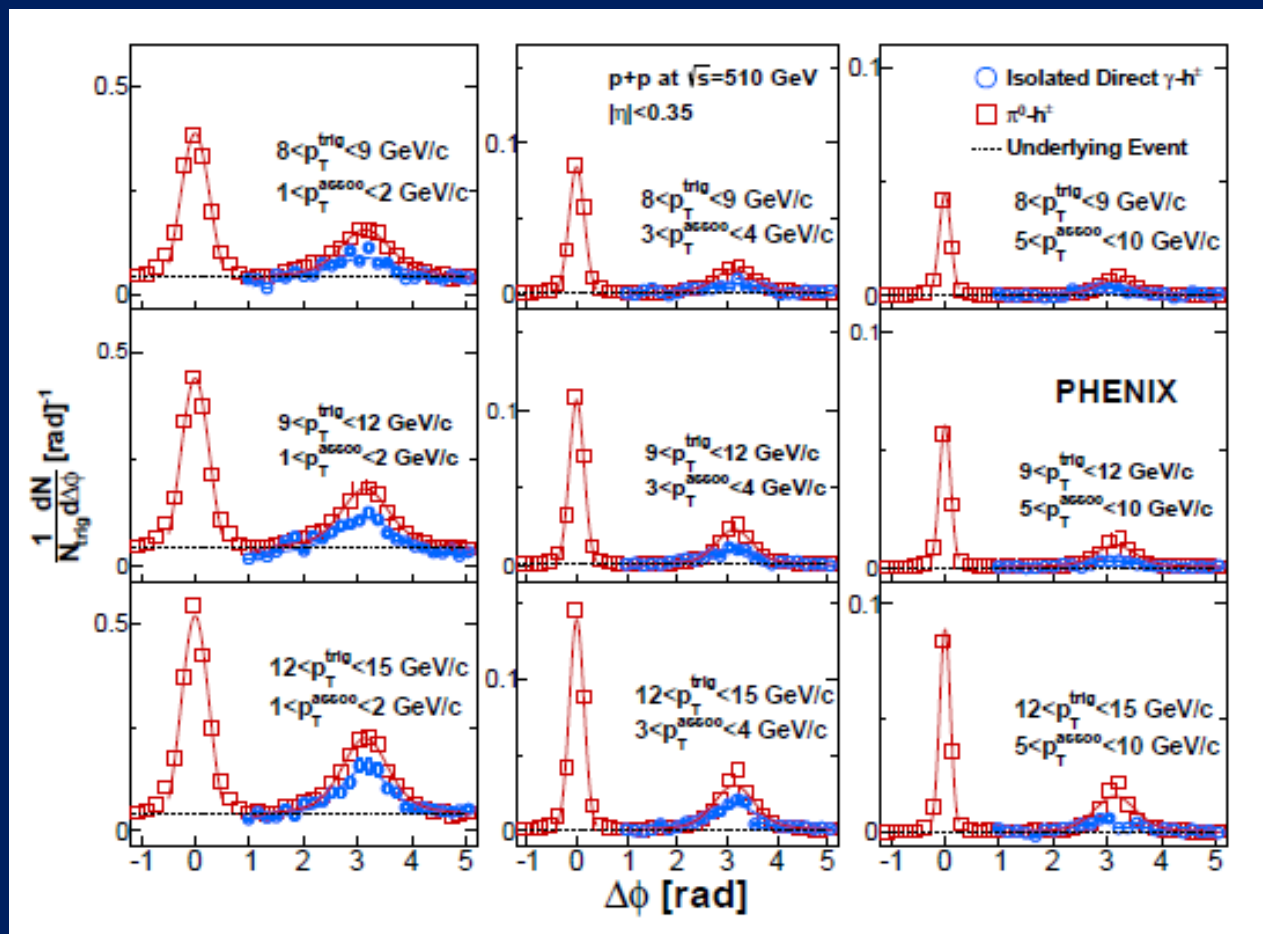 p+p at √s=510 GeV
|η|<0.35
Isolated Direct γ-h±
π⁰-h±
Underlying Event
0.5
8<p_T^trig<9 GeV/c
1<p_T^assoc<2 GeV/c
0
0.1
8<p_T^trig<9 GeV/c
3<p_T^assoc<4 GeV/c
0
0.1
8<p_T^trig<9 GeV/c
5<p_T^assoc<10 GeV/c
0
0.5
9<p_T^trig<12 GeV/c
1<p_T^assoc<2 GeV/c
0
0.1
9<p_T^trig<12 GeV/c
3<p_T^assoc<4 GeV/c
0
0.1
PHENIX
9<p_T^trig<12 GeV/c
5<p_T^assoc<10 GeV/c
0
0.5
12<p_T^trig<15 GeV/c
1<p_T^assoc<2 GeV/c
0
0.1
12<p_T^trig<15 GeV/c
3<p_T^assoc<4 GeV/c
0
0.1
12<p_T^trig<15 GeV/c
5<p_T^assoc<10 GeV/c
0
1/N_trig dN/dΔϕ [rad]⁻¹
-1 0 1 2 3 4 5
-1 0 1 2 3 4 5
-1 0 1 2 3 4 5
Δϕ [rad]